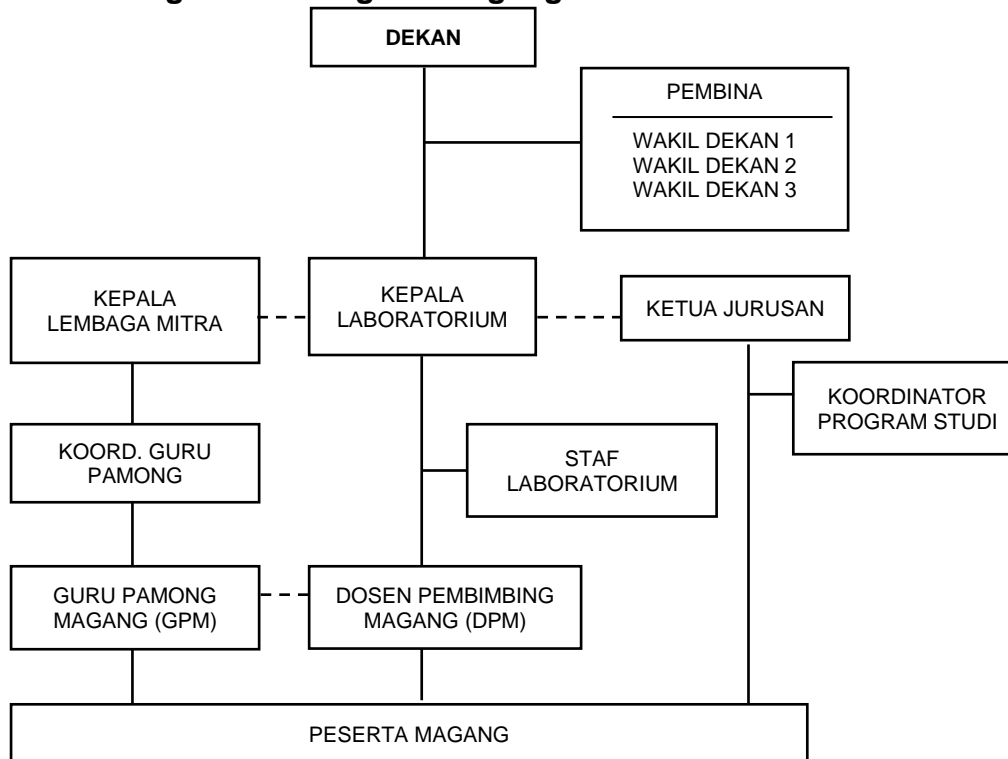 DEKAN
PEMBINA
WAKIL DEKAN 1
WAKIL DEKAN 2
WAKIL DEKAN 3
KEPALA
LEMBAGA MITRA
KEPALA
LABORATORIUM
KETUA JURUSAN
KOORDINATOR
PROGRAM STUDI
KOORD. GURU
PAMONG
STAF
LABORATORIUM
GURU PAMONG
MAGANG (GPM)
DOSEN PEMBIMBING
MAGANG (DPM)
PESERTA MAGANG